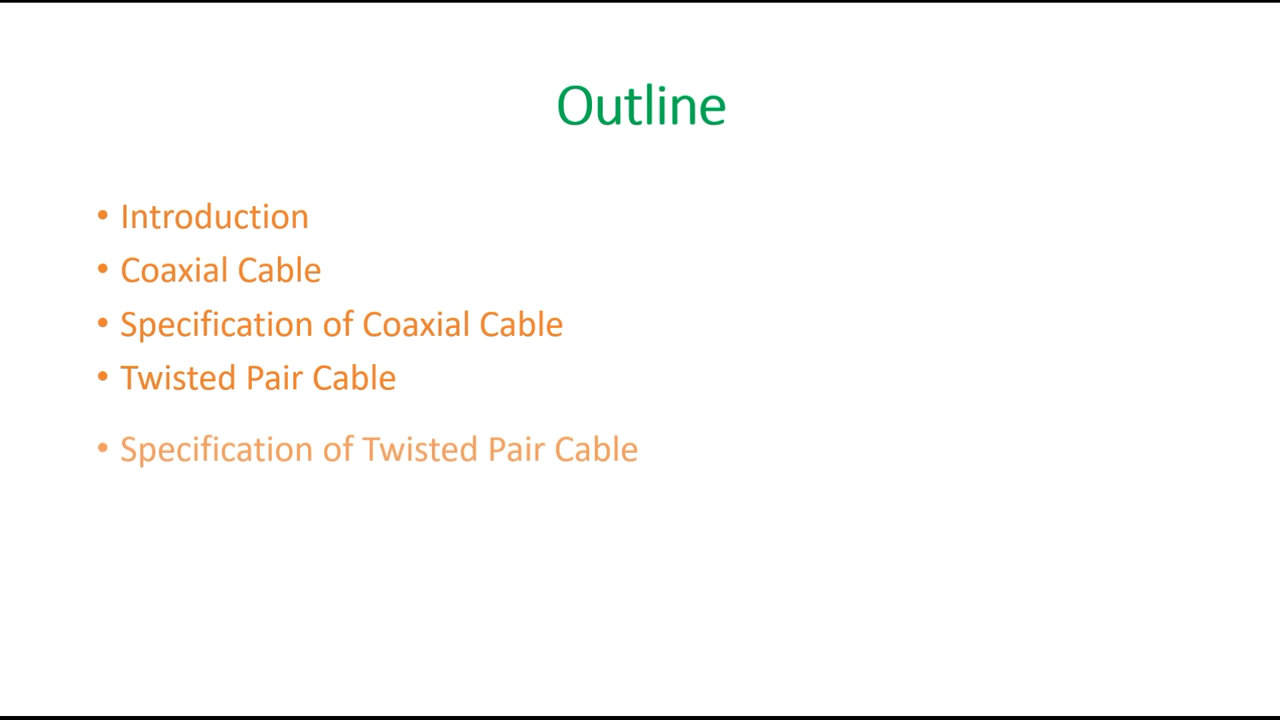 Outline
• Introduction
• Coaxial Cable
• Specification of Coaxial Cable
• Twisted Pair Cable
• Specification of Twisted Pair Cable